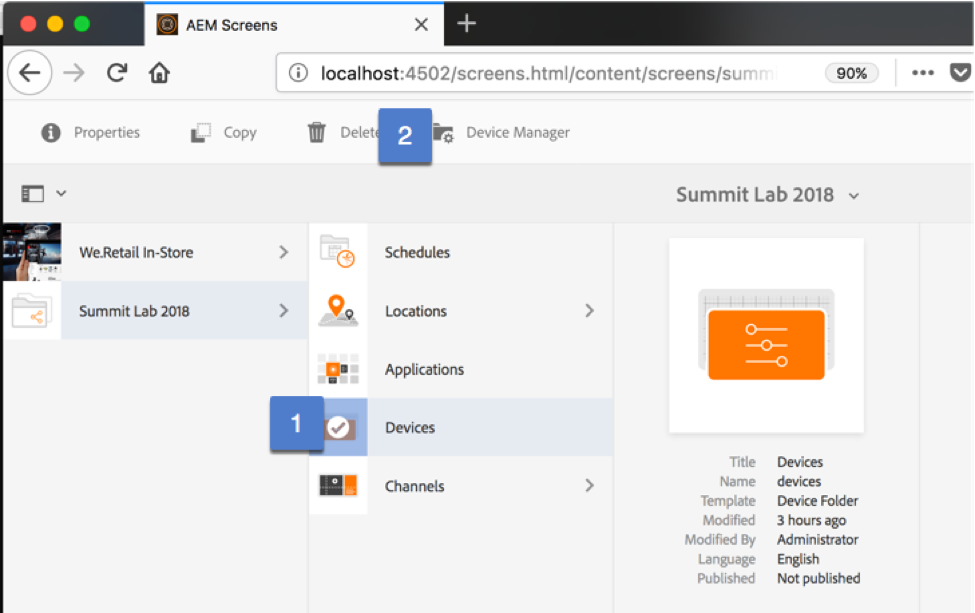 AEM Screens
localhost:4502/screens.html/content/screens/summi
90%
Properties
Copy
Delete
2
Device Manager
Summit Lab 2018
We.Retail In-Store
Summit Lab 2018
Schedules
Locations
Applications
1
Devices
Channels
Title Devices
Name devices
Template Device Folder
Modified 3 hours ago
Modified By Administrator
Language English
Published Not published